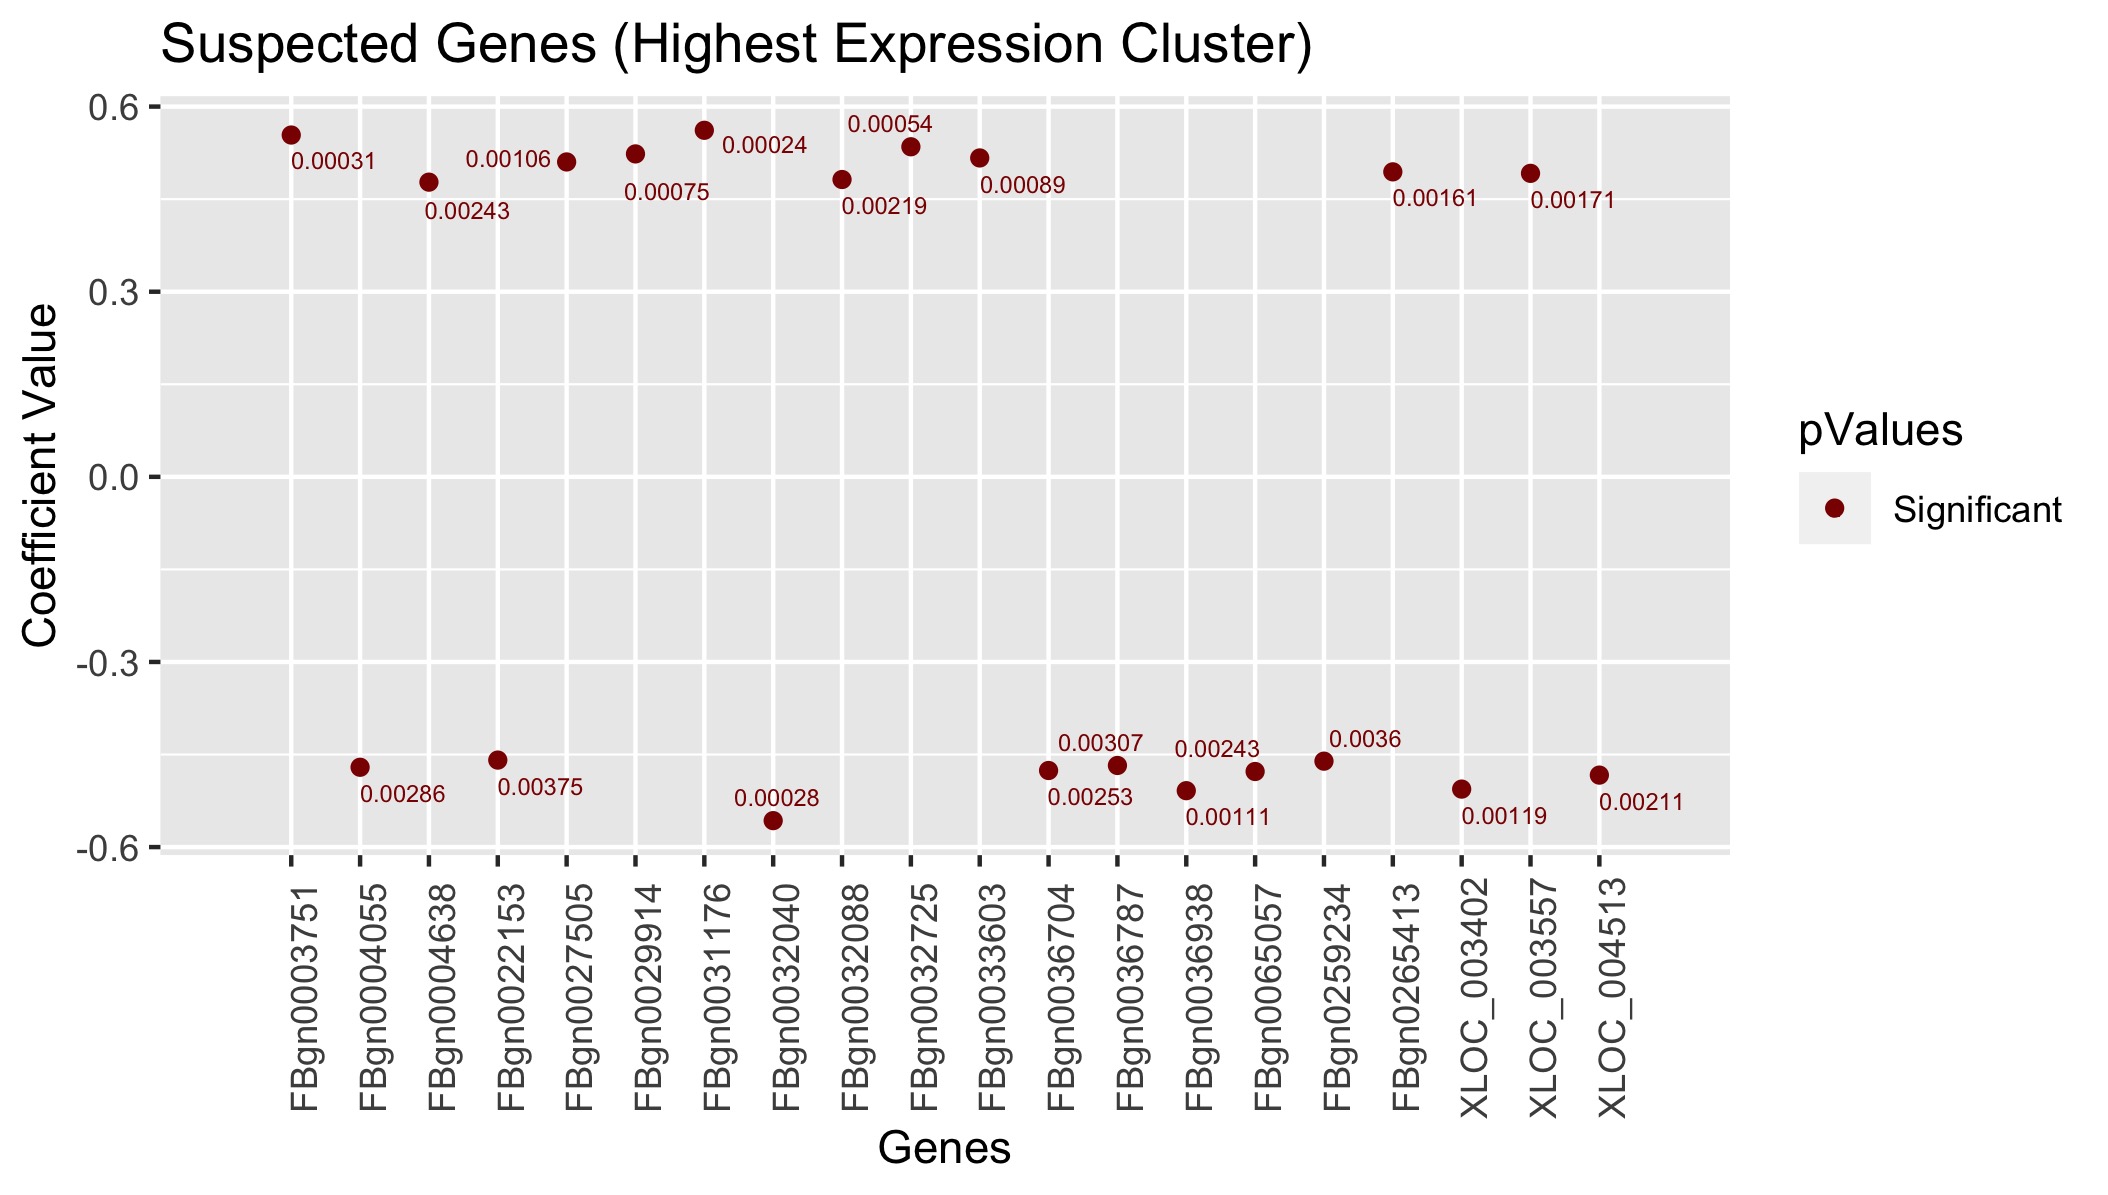 Suspected Genes (Highest Expression Cluster)
Coefficient Value
0.6
0.3
0.0
-0.3
-0.6
0.00031
0.00286
0.00243
0.00375
0.00106
0.00075
0.00024
0.00028
0.00219
0.00054
0.00089
0.00253
0.00307
0.00111
0.00243
0.0036
0.00161
0.00119
0.00171
0.00211
FBgn0003751
FBgn0004055
FBgn0004638
FBgn0022153
FBgn0027505
FBgn0029914
FBgn0031176
FBgn0032040
FBgn0032088
FBgn0032725
FBgn0033603
FBgn0036704
FBgn0036787
FBgn0036938
FBgn0065057
FBgn0259234
FBgn0265413
XLOC_003402
XLOC_003557
XLOC_004513
Genes
pValues
Significant